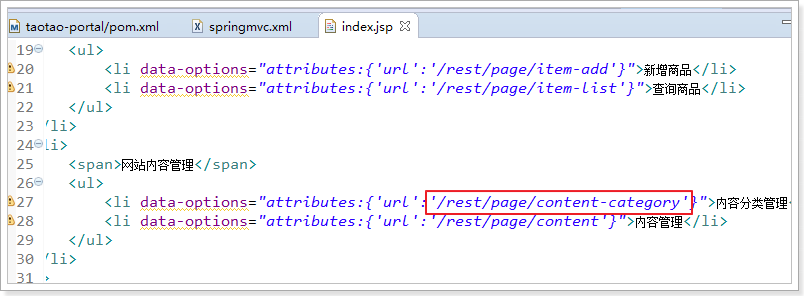 taotao-portal/pom.xml springmvc.xml index.jsp
19 <ul>
20 <li data-options="attributes:{'url':'/rest/page/item-add'}">新增商品</li>
21 <li data-options="attributes:{'url':'/rest/page/item-list'}">查询商品</li>
22 </ul>
23 /li>
24 li>
25 <span>网站内容管理</span>
26 <ul>
27 <li data-options="attributes:{'url':'/rest/page/content-category'}">内容分类管理<
28 <li data-options="attributes:{'url':'/rest/page/content'}">内容管理</li>
29 </ul>
30 /li>
31 >